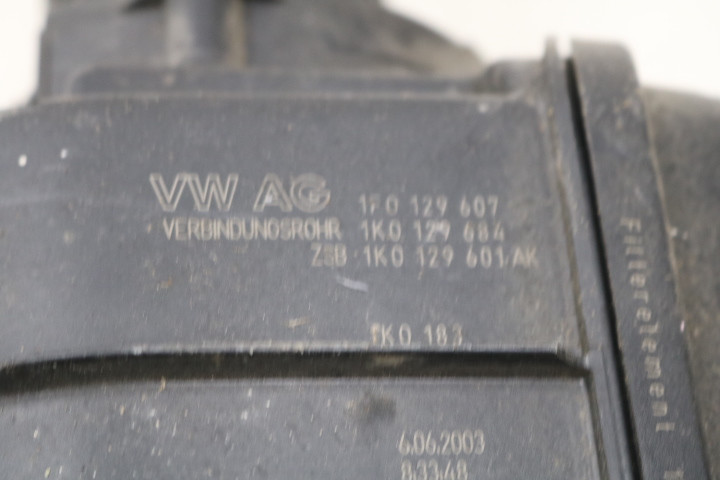 VW AG 1F0 129 607
VERBINDUNGSROHR 1K0 129 684
ZSB 1K0 129 601 AK
1K0 183
6.06.2003
8:33:48
Filterelement 1